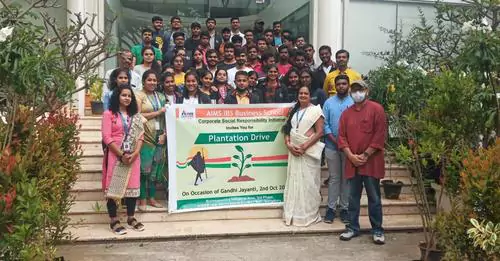 AIMS IBS Business School
Corporate Social Responsibility Initiative
Invites You for
Plantation Drive
On Occasion of Gandhi Jayanti, 2nd Oct